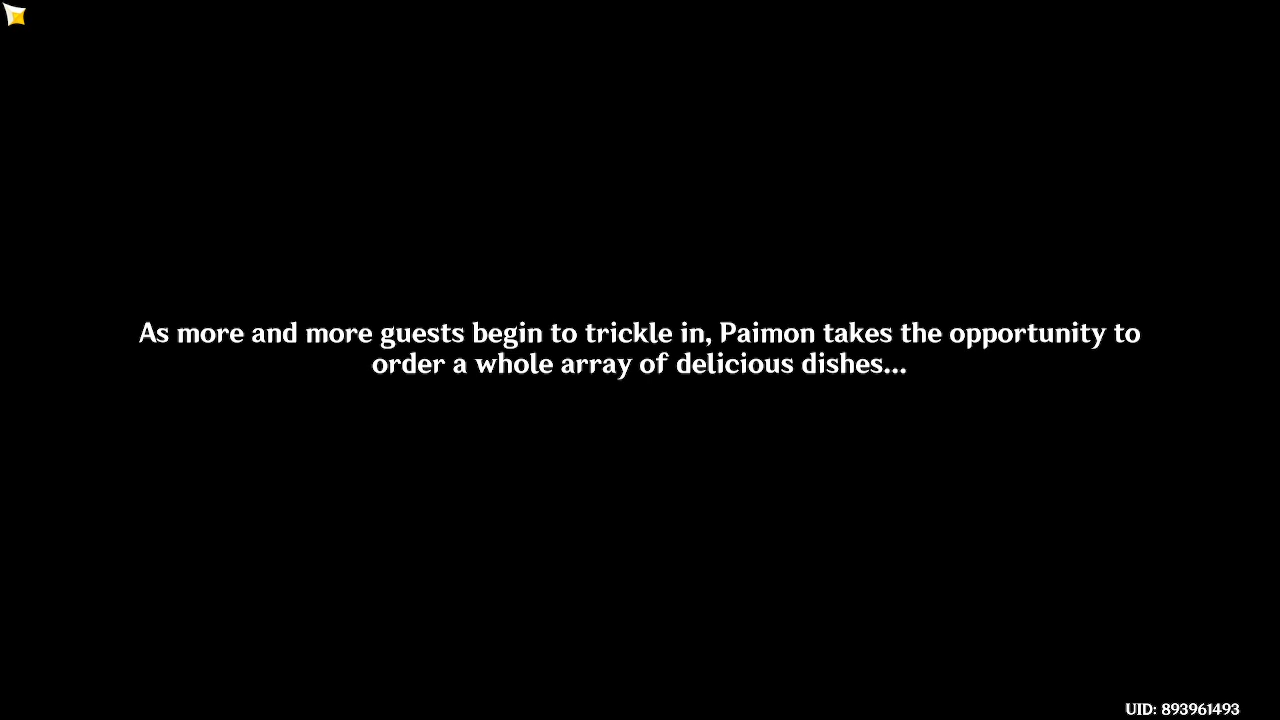 As more and more guests begin to trickle in, Paimon takes the opportunity to
order a whole array of delicious dishes...
UID: 893961493